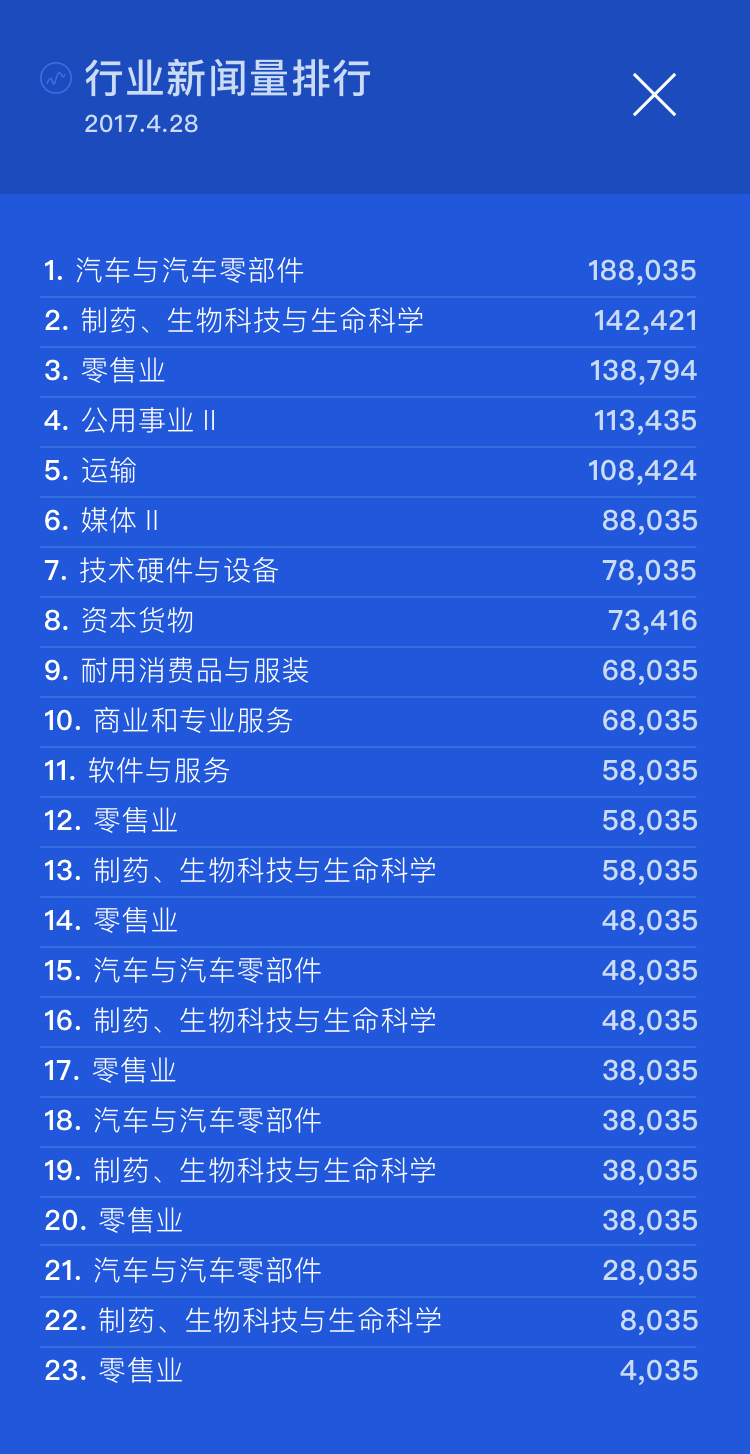 行业新闻量排行
2017.4.28
1. 汽车与汽车零部件 188,035
2. 制药、生物科技与生命科学 142,421
3. 零售业 138,794
4. 公用事业 II 113,435
5. 运输 108,424
6. 媒体 II 88,035
7. 技术硬件与设备 78,035
8. 资本货物 73,416
9. 耐用消费品与服装 68,035
10. 商业和专业服务 68,035
11. 软件与服务 58,035
12. 零售业 58,035
13. 制药、生物科技与生命科学 58,035
14. 零售业 48,035
15. 汽车与汽车零部件 48,035
16. 制药、生物科技与生命科学 48,035
17. 零售业 38,035
18. 汽车与汽车零部件 38,035
19. 制药、生物科技与生命科学 38,035
20. 零售业 38,035
21. 汽车与汽车零部件 28,035
22. 制药、生物科技与生命科学 8,035
23. 零售业 4,035